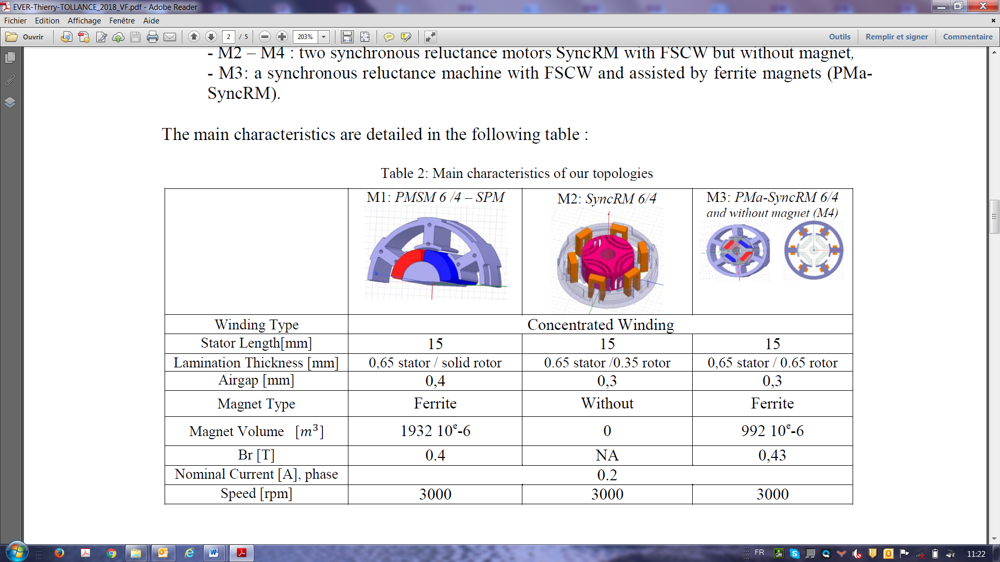 EVER-Thierry-TOLLANCE_2018_VF.pdf - Adobe Reader
Fichier Edition Affichage Fenêtre Aide
Ouvrir 2 / 5 203% Outils Remplir et signer Commentaire
- M2 – M4 : two synchronous reluctance motors SyncRM with FSCW but without magnet,
- M3: a synchronous reluctance machine with FSCW and assisted by ferrite magnets (PMa-
SyncRM).
The main characteristics are detailed in the following table :
Table 2: Main characteristics of our topologies
M1: PMSM 6 /4 – SPM M2: SyncRM 6/4 M3: PMa-SyncRM 6/4
and without magnet (M4)
Winding Type Concentrated Winding
Stator Length[mm] 15 15 15
Lamination Thickness [mm] 0,65 stator / solid rotor 0.65 stator /0.35 rotor 0,65 stator / 0.65 rotor
Airgap [mm] 0,4 0,3 0,3
Magnet Type Ferrite Without Ferrite
Magnet Volume [m³] 1932 10ᵉ-6 0 992 10ᵉ-6
Br [T] 0.4 NA 0,43
Nominal Current [A], phase 0.2
Speed [rpm] 3000 3000 3000
FR 11:22